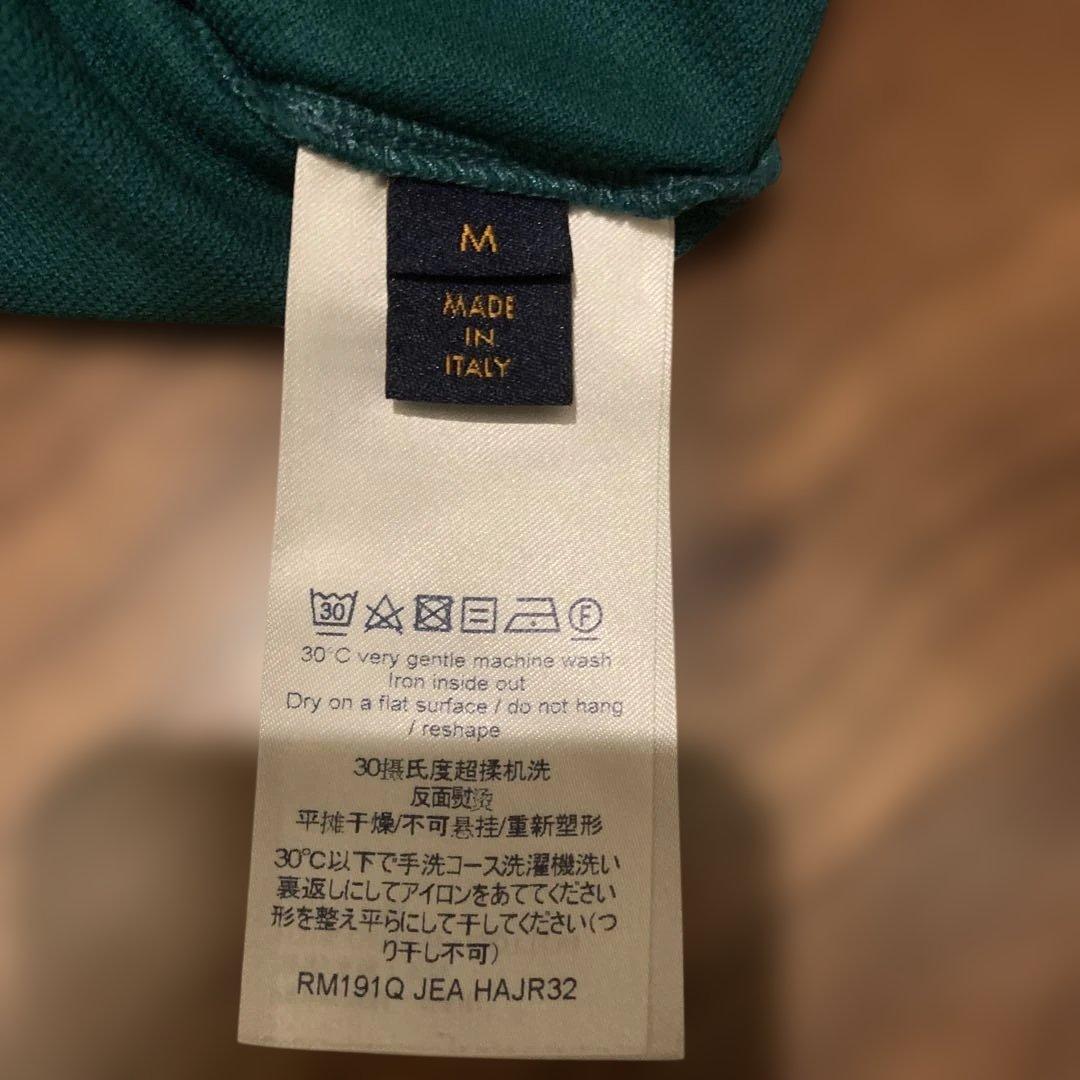 M
MADE
IN
ITALY
30
F
30°C very gentle machine wash
Iron inside out
Dry on a flat surface / do not hang
/ reshape
30摄氏度超揉机洗
反面熨烫
平摊干燥/不可悬挂/重新塑形
30°C以下で手洗コース洗濯機洗い
裏返しにしてアイロンをあててください
形を整え平らにして干してください(つ
り干し不可)
RM191Q JEA HAJR32